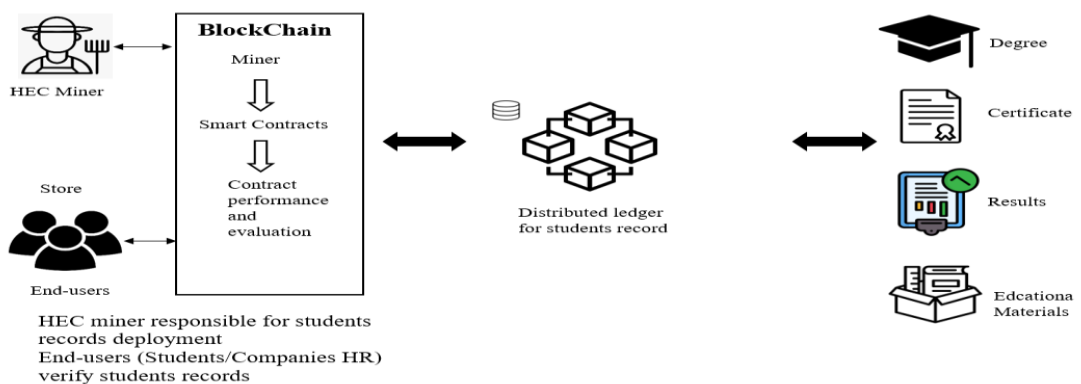 HEC Miner
Store
End-users
BlockChain
Miner
Smart Contracts
Contract
performance
and
evaluation
HEC miner responsible for students
records deployment
End-users (Students/Companies HR)
verify students records
Distributed ledger
for students record
Degree
Certificate
Results
Edcationa
Materials